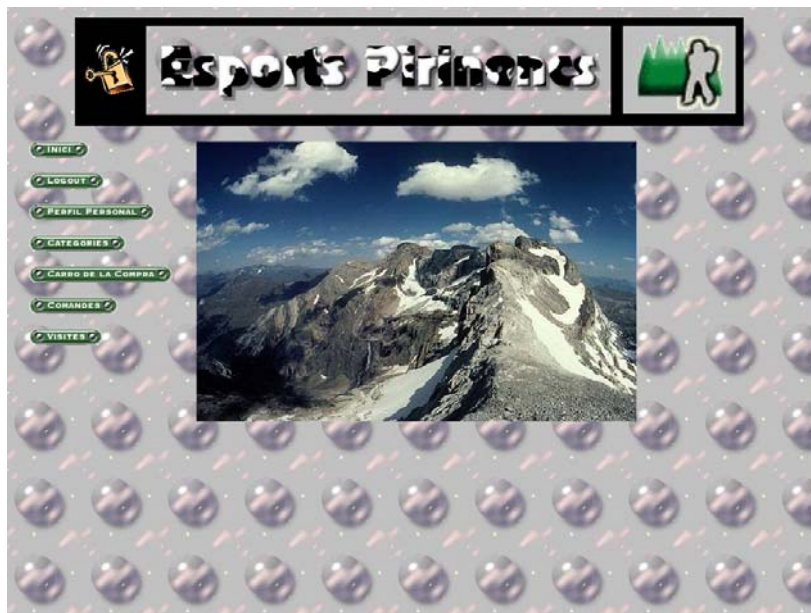 Esports Pirinencs
INICI
LOGOUT
PERFIL PERSONAL
CATEGORIES
CARRO DE LA COMPRA
COMANDES
VISITES